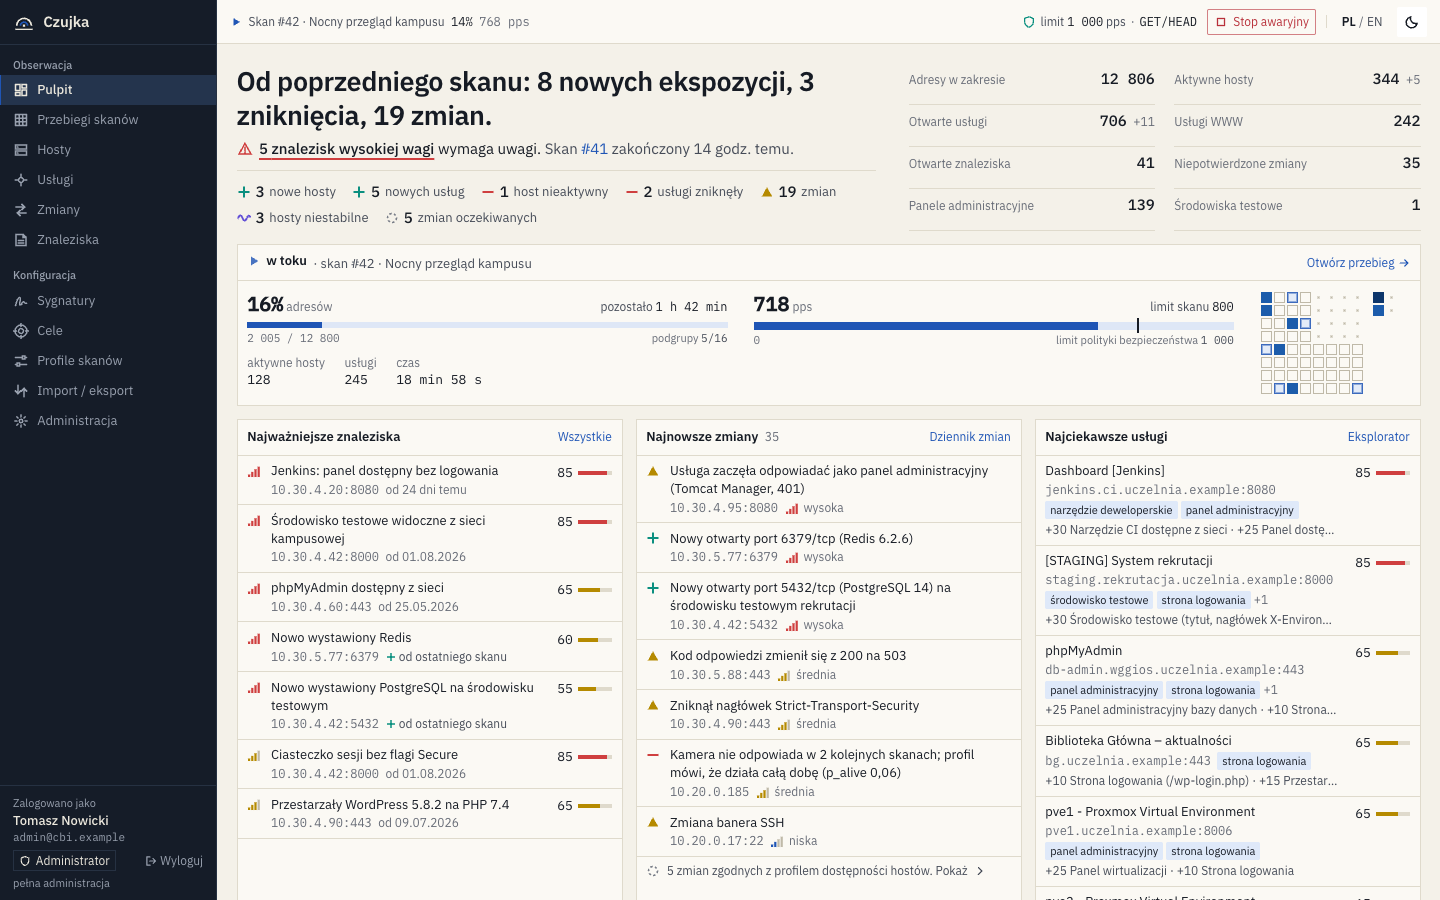 Czujka
Obserwacja
Pulpit
Przebiegi skanów
Hosty
Usługi
Zmiany
Znaleziska
Konfiguracja
Sygnatury
Cele
Profile skanów
Import / eksport
Administracja
Zalogowano jako
Tomasz Nowicki
admin@cbi.example
Administrator
Wyloguj
pełna administracja
Skan #42 · Nocny przegląd kampusu 14% 768 pps
limit 1 000 pps · GET/HEAD
Stop awaryjny
PL / EN
Od poprzedniego skanu: 8 nowych ekspozycji, 3
zniknięcia, 19 zmian.
5 znalezisk wysokiej wagi wymaga uwagi. Skan #41 zakończony 14 godz. temu.
3 nowe hosty
5 nowych usług
1 host nieaktywny
2 usługi zniknęły
19 zmian
3 hosty niestabilne
5 zmian oczekiwanych
Adresy w zakresie 12 806
Aktywne hosty 344 +5
Otwarte usługi 706 +11
Usługi WWW 242
Otwarte znaleziska 41
Niepotwierdzone zmiany 35
Panele administracyjne 139
Środowiska testowe 1
w toku · skan #42 · Nocny przegląd kampusu
Otwórz przebieg →
16% adresów
pozostało 1 h 42 min
2 005 / 12 800
podgrupy 5/16
aktywne hosty
128
usługi
245
czas
18 min 58 s
718 pps
limit skanu 800
0
limit polityki bezpieczeństwa 1 000
Najważniejsze znaleziska
Wszystkie
Jenkins: panel dostępny bez logowania
85
10.30.4.20:8080 od 24 dni temu
Środowisko testowe widoczne z sieci
kampusowej
85
10.30.4.42:8000 od 01.08.2026
phpMyAdmin dostępny z sieci
65
10.30.4.60:443 od 25.05.2026
Nowo wystawiony Redis
60
10.30.5.77:6379 + od ostatniego skanu
Nowo wystawiony PostgreSQL na środowisku
testowym
55
10.30.4.42:5432 + od ostatniego skanu
Ciasteczko sesji bez flagi Secure
85
10.30.4.42:8000 od 01.08.2026
Przestarzały WordPress 5.8.2 na PHP 7.4
65
10.30.4.90:443 od 09.07.2026
Najnowsze zmiany 35
Dziennik zmian
Usługa zaczęła odpowiadać jako panel administracyjny
(Tomcat Manager, 401)
10.30.4.95:8080 wysoka
Nowy otwarty port 6379/tcp (Redis 6.2.6)
10.30.5.77:6379 wysoka
Nowy otwarty port 5432/tcp (PostgreSQL 14) na
środowisku testowym rekrutacji
10.30.4.42:5432 wysoka
Kod odpowiedzi zmienił się z 200 na 503
10.30.5.88:443 średnia
Zniknął nagłówek Strict-Transport-Security
10.30.4.90:443 średnia
Kamera nie odpowiada w 2 kolejnych skanach; profil
mówi, że działa całą dobę (p_alive 0,06)
10.20.0.185 średnia
Zmiana banera SSH
10.20.0.17:22 niska
5 zmian zgodnych z profilem dostępności hostów. Pokaż
Najciekawsze usługi
Eksplorator
Dashboard [Jenkins]
85
jenkins.ci.uczelnia.example:8080
narzędzie deweloperskie panel administracyjny
+30 Narzędzie CI dostępne z sieci · +25 Panel dostę...
[STAGING] System rekrutacji
85
staging.rekrutacja.uczelnia.example:8000
środowisko testowe strona logowania +1
+30 Środowisko testowe (tytuł, nagłówek X-Environ...
phpMyAdmin
65
db-admin.wggios.uczelnia.example:443
panel administracyjny strona logowania +1
+25 Panel administracyjny bazy danych · +10 Strona...
Biblioteka Główna – aktualności
65
bg.uczelnia.example:443 strona logowania
+10 Strona logowania (/wp-login.php) · +15 Przestar...
pve1 - Proxmox Virtual Environment
65
pve1.uczelnia.example:8006
panel administracyjny strona logowania
+25 Panel wirtualizacji · +10 Strona logowania